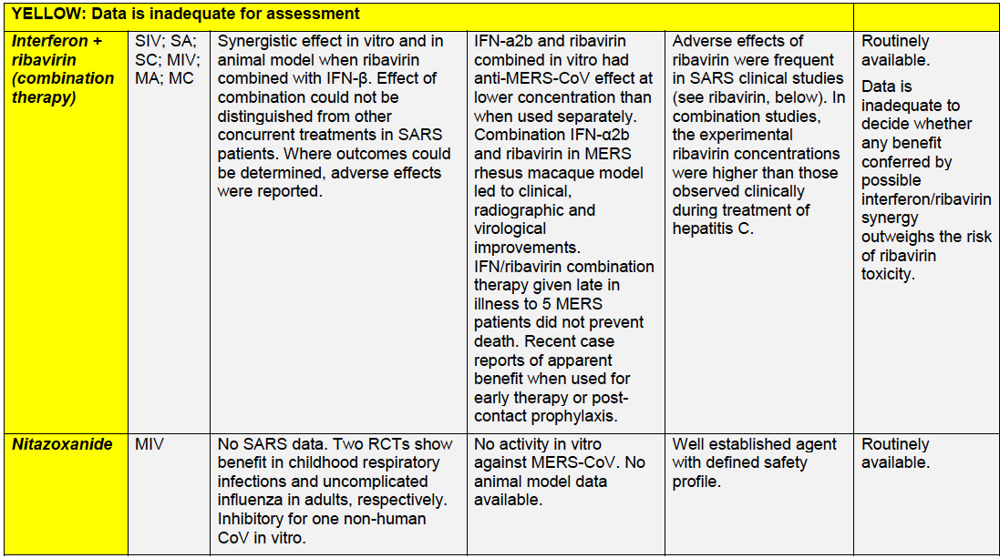 YELLOW: Data is inadequate for assessment
Interferon +
ribavirin
(combination
therapy)
SIV; SA;
SC; MIV;
MA; MC
Synergistic effect in vitro and in
animal model when ribavirin
combined with IFN-β. Effect of
combination could not be
distinguished from other
concurrent treatments in SARS
patients. Where outcomes could
be determined, adverse effects
were reported.
IFN-a2b and ribavirin
combined in vitro had
anti-MERS-CoV effect at
lower concentration than
when used separately.
Combination IFN-α2b
and ribavirin in MERS
rhesus macaque model
led to clinical,
radiographic and
virological
improvements.
IFN/ribavirin combination
therapy given late in
illness to 5 MERS
patients did not prevent
death. Recent case
reports of apparent
benefit when used for
early therapy or post-
contact prophylaxis.
Adverse effects of
ribavirin were frequent
in SARS clinical studies
(see ribavirin, below). In
combination studies,
the experimental
ribavirin concentrations
were higher than those
observed clinically
during treatment of
hepatitis C.
Routinely
available.
Data is
inadequate to
decide whether
any benefit
conferred by
possible
interferon/ribavirin
synergy
outweighs the risk
of ribavirin
toxicity.
Nitazoxanide
MIV
No SARS data. Two RCTs show
benefit in childhood respiratory
infections and uncomplicated
influenza in adults, respectively.
Inhibitory for one non-human
CoV in vitro.
No activity in vitro
against MERS-CoV. No
animal model data
available.
Well established agent
with defined safety
profile.
Routinely
available.